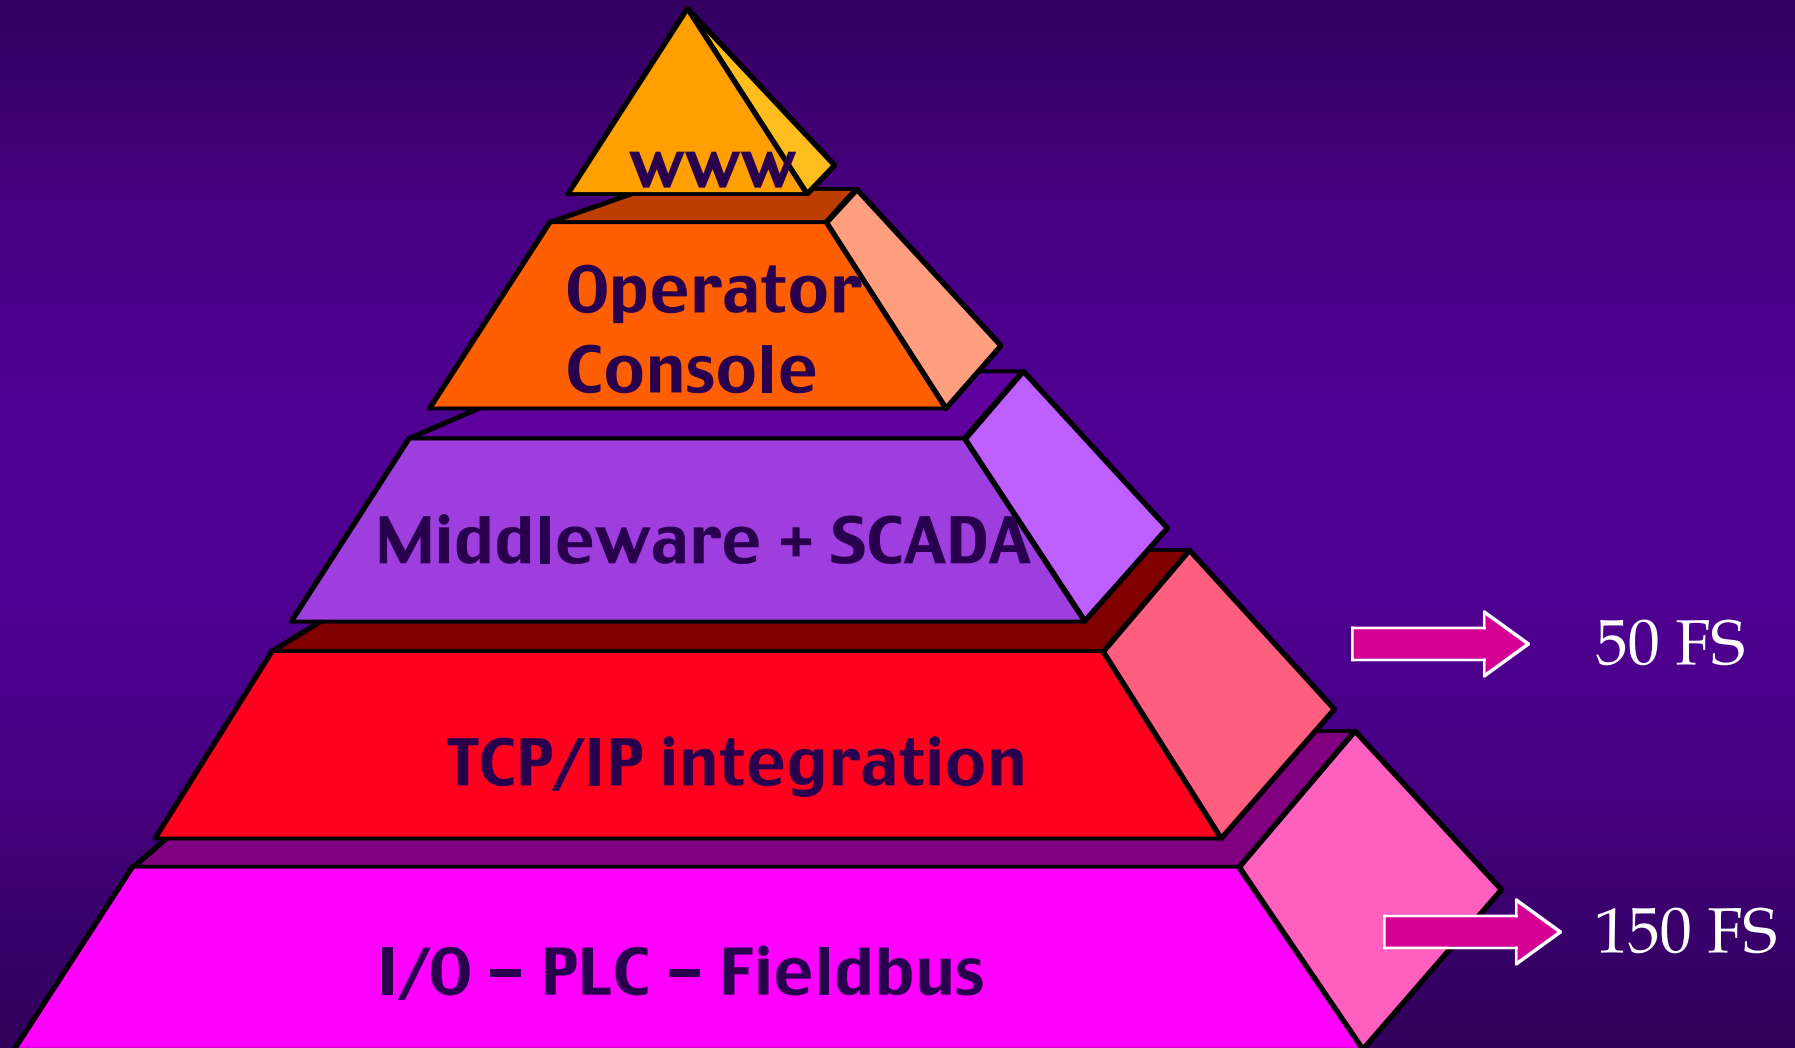 www
Operator
Console
Middleware + SCADA
50 FS
TCP/IP integration
150 FS
I/O – PLC – Fieldbus